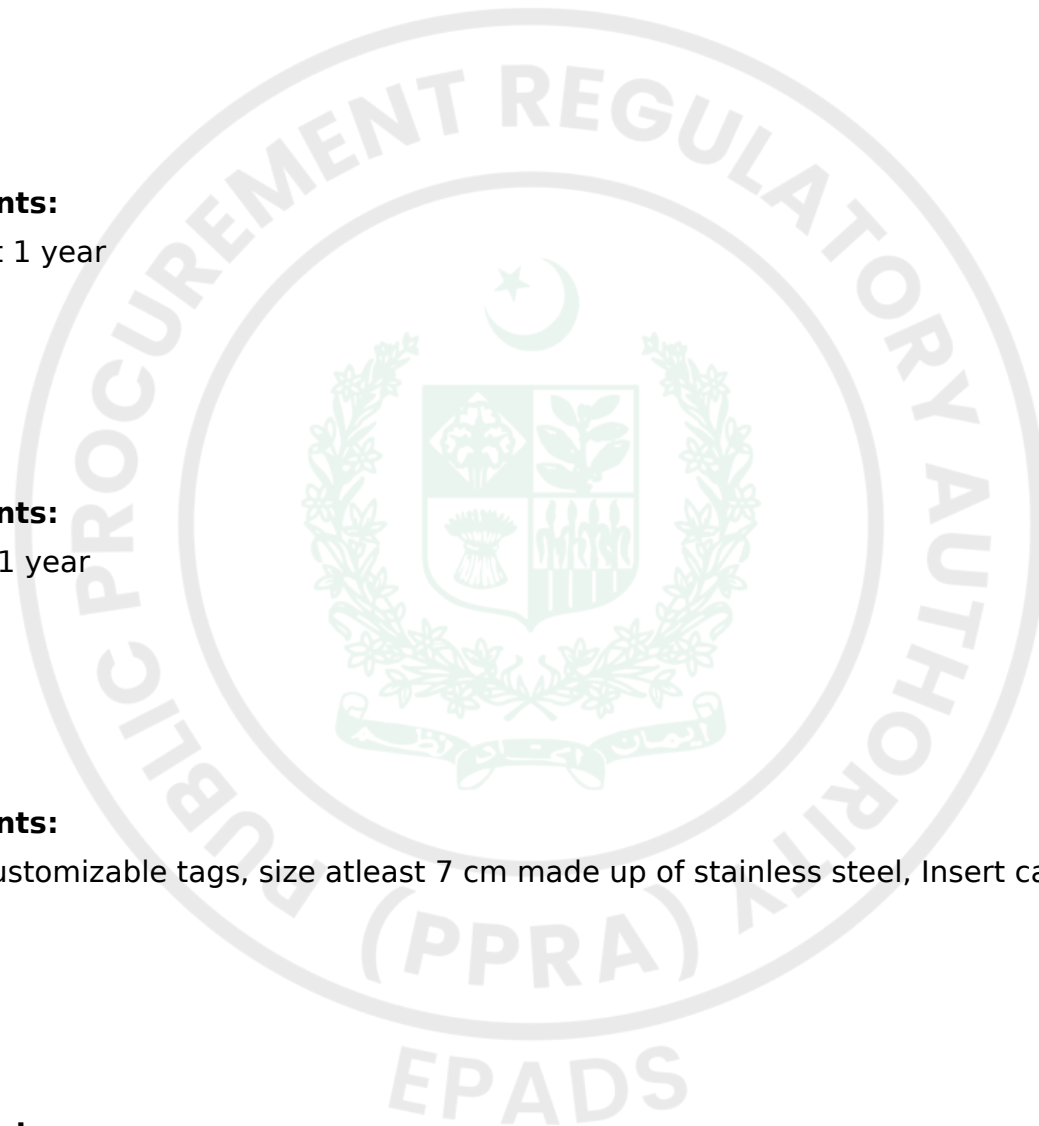 PUBLIC PROCUREMENT REGULATORY AUTHORITY
nts:
1 year
nts:
1 year
nts:
ustomizable tags, size atleast 7 cm made up of stainless steel, Insert ca
(PPRA)
EPADS